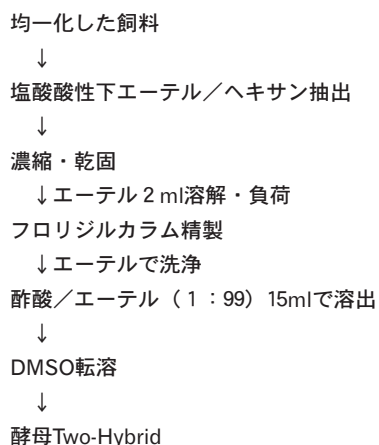 均一化した飼料
↓
塩酸酸性下エーテル／ヘキサン抽出
↓
濃縮・乾固
↓エーテル２ml溶解・負荷
フロリジルカラム精製
↓エーテルで洗浄
酢酸／エーテル（１：99）15mlで溶出
↓
DMSO転溶
↓
酵母Two-Hybrid